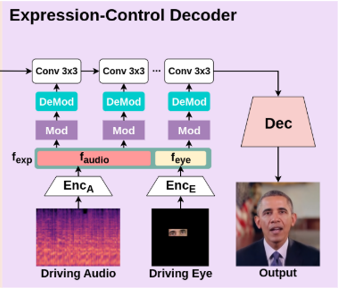 Expression-Control Decoder
Conv 3x3 Conv 3x3 ... Conv 3x3
DeMod DeMod DeMod
Mod Mod Mod
Dec
f_exp f_audio f_eye
Enc_A Enc_E
Driving Audio Driving Eye Output